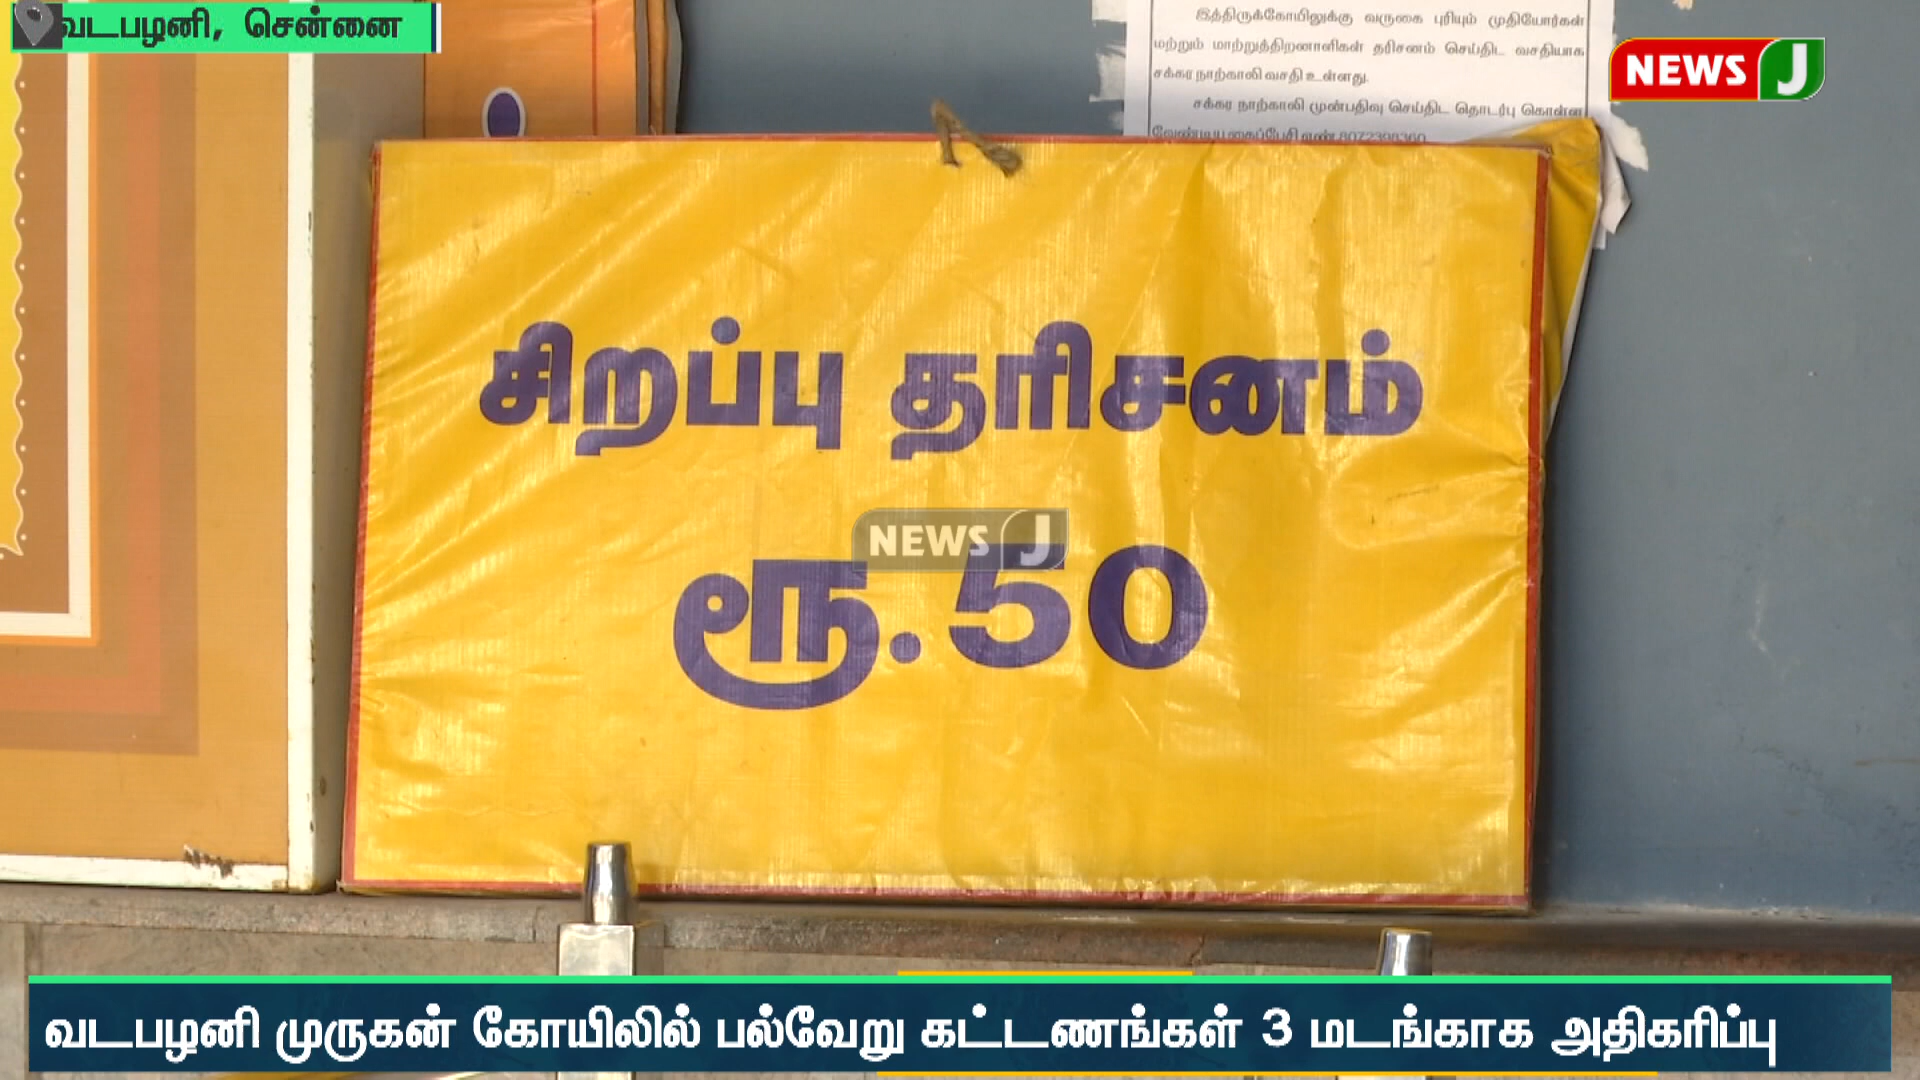 வடபழனி, சென்னை
இத்திருக்கோயிலுக்கு வருகை புரியும் முதியோர்கள்
மற்றும் மாற்றுத்திறனாளிகள் தரிசனம் செய்திட வசதியாக
சக்கர நாற்காலி வசதி உள்ளது.
சக்கர நாற்காலி முன்பதிவு செய்திட தொடர்பு கொள்ள
வேண்டிய கைப்பேசி எண்
NEWS J
சிறப்பு தரிசனம்
NEWS J
ரூ.50
வடபழனி முருகன் கோயிலில் பல்வேறு கட்டணங்கள் 3 மடங்காக அதிகரிப்பு